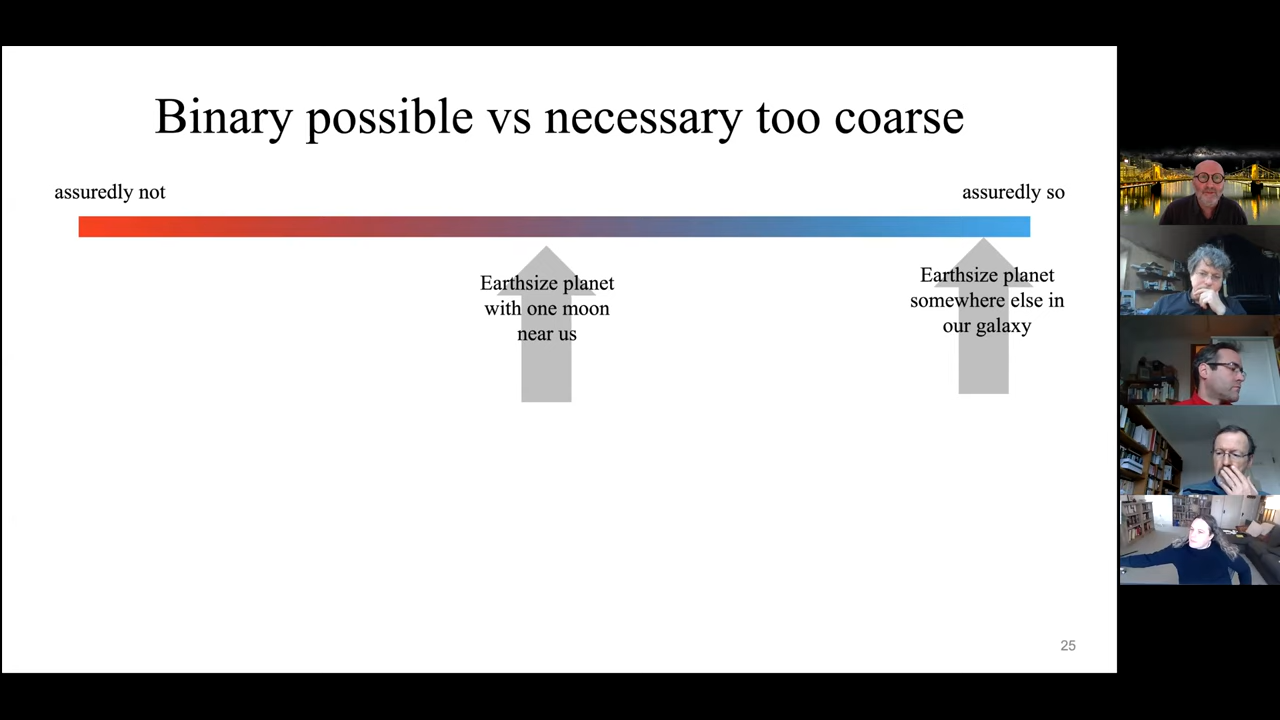 Binary possible vs necessary too coarse
assuredly not
assuredly so
Earthsize planet
with one moon
near us
Earthsize planet
somewhere else in
our galaxy
25